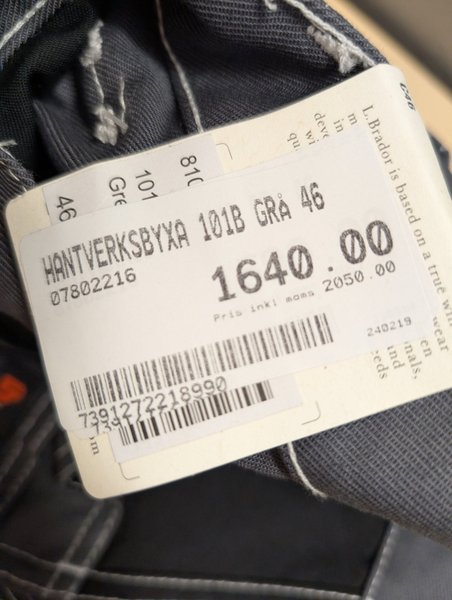 HANTVERKSBYXA 101B GRÅ 46
07802216
1640.00
Pris inkl moms 2050.00
240219
7391272218990
810
101
Gre
46
L.Brador is based on a true
wear